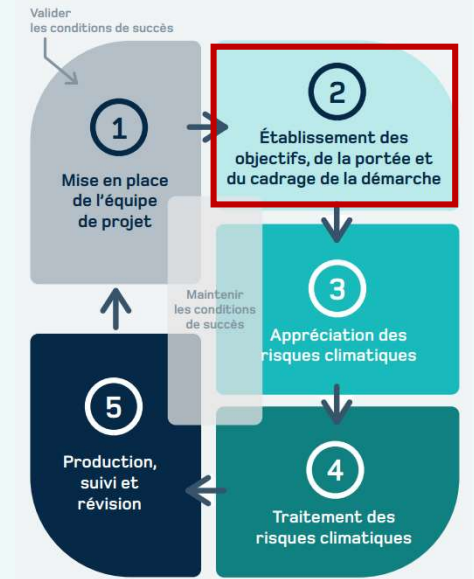 Valider
les conditions de succès
1
Mise en place
de l'équipe
de projet
2
Établissement des
objectifs, de la portée et
du cadrage de la démarche
Maintenir
les conditions
de succès
3
Appréciation des
risques climatiques
4
Traitement des
risques climatiques
5
Production,
suivi et
révision